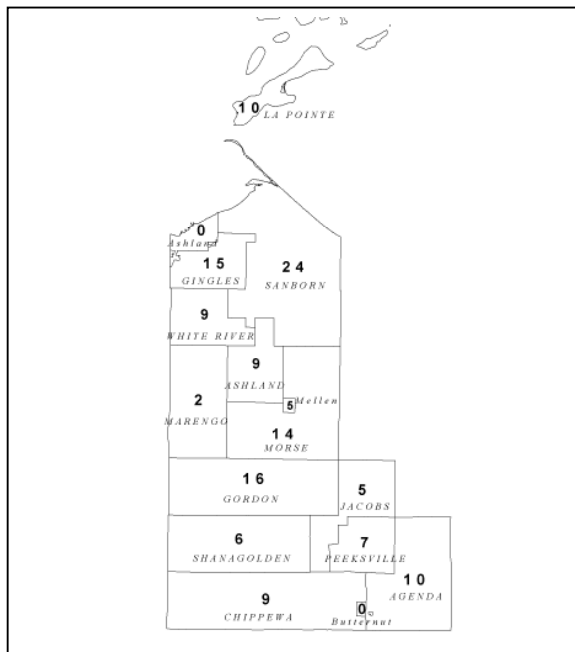 10
LA POINTE
0
Ashland
15
GINGLES
24
SANBORN
9
WHITE RIVER
9
ASHLAND
5
Mellen
2
MARENGO
14
MORSE
16
GORDON
5
JACOBS
6
SHANAGOLDEN
7
PEEKSVILLE
10
AGENDA
9
CHIPPEWA
0
Butternut